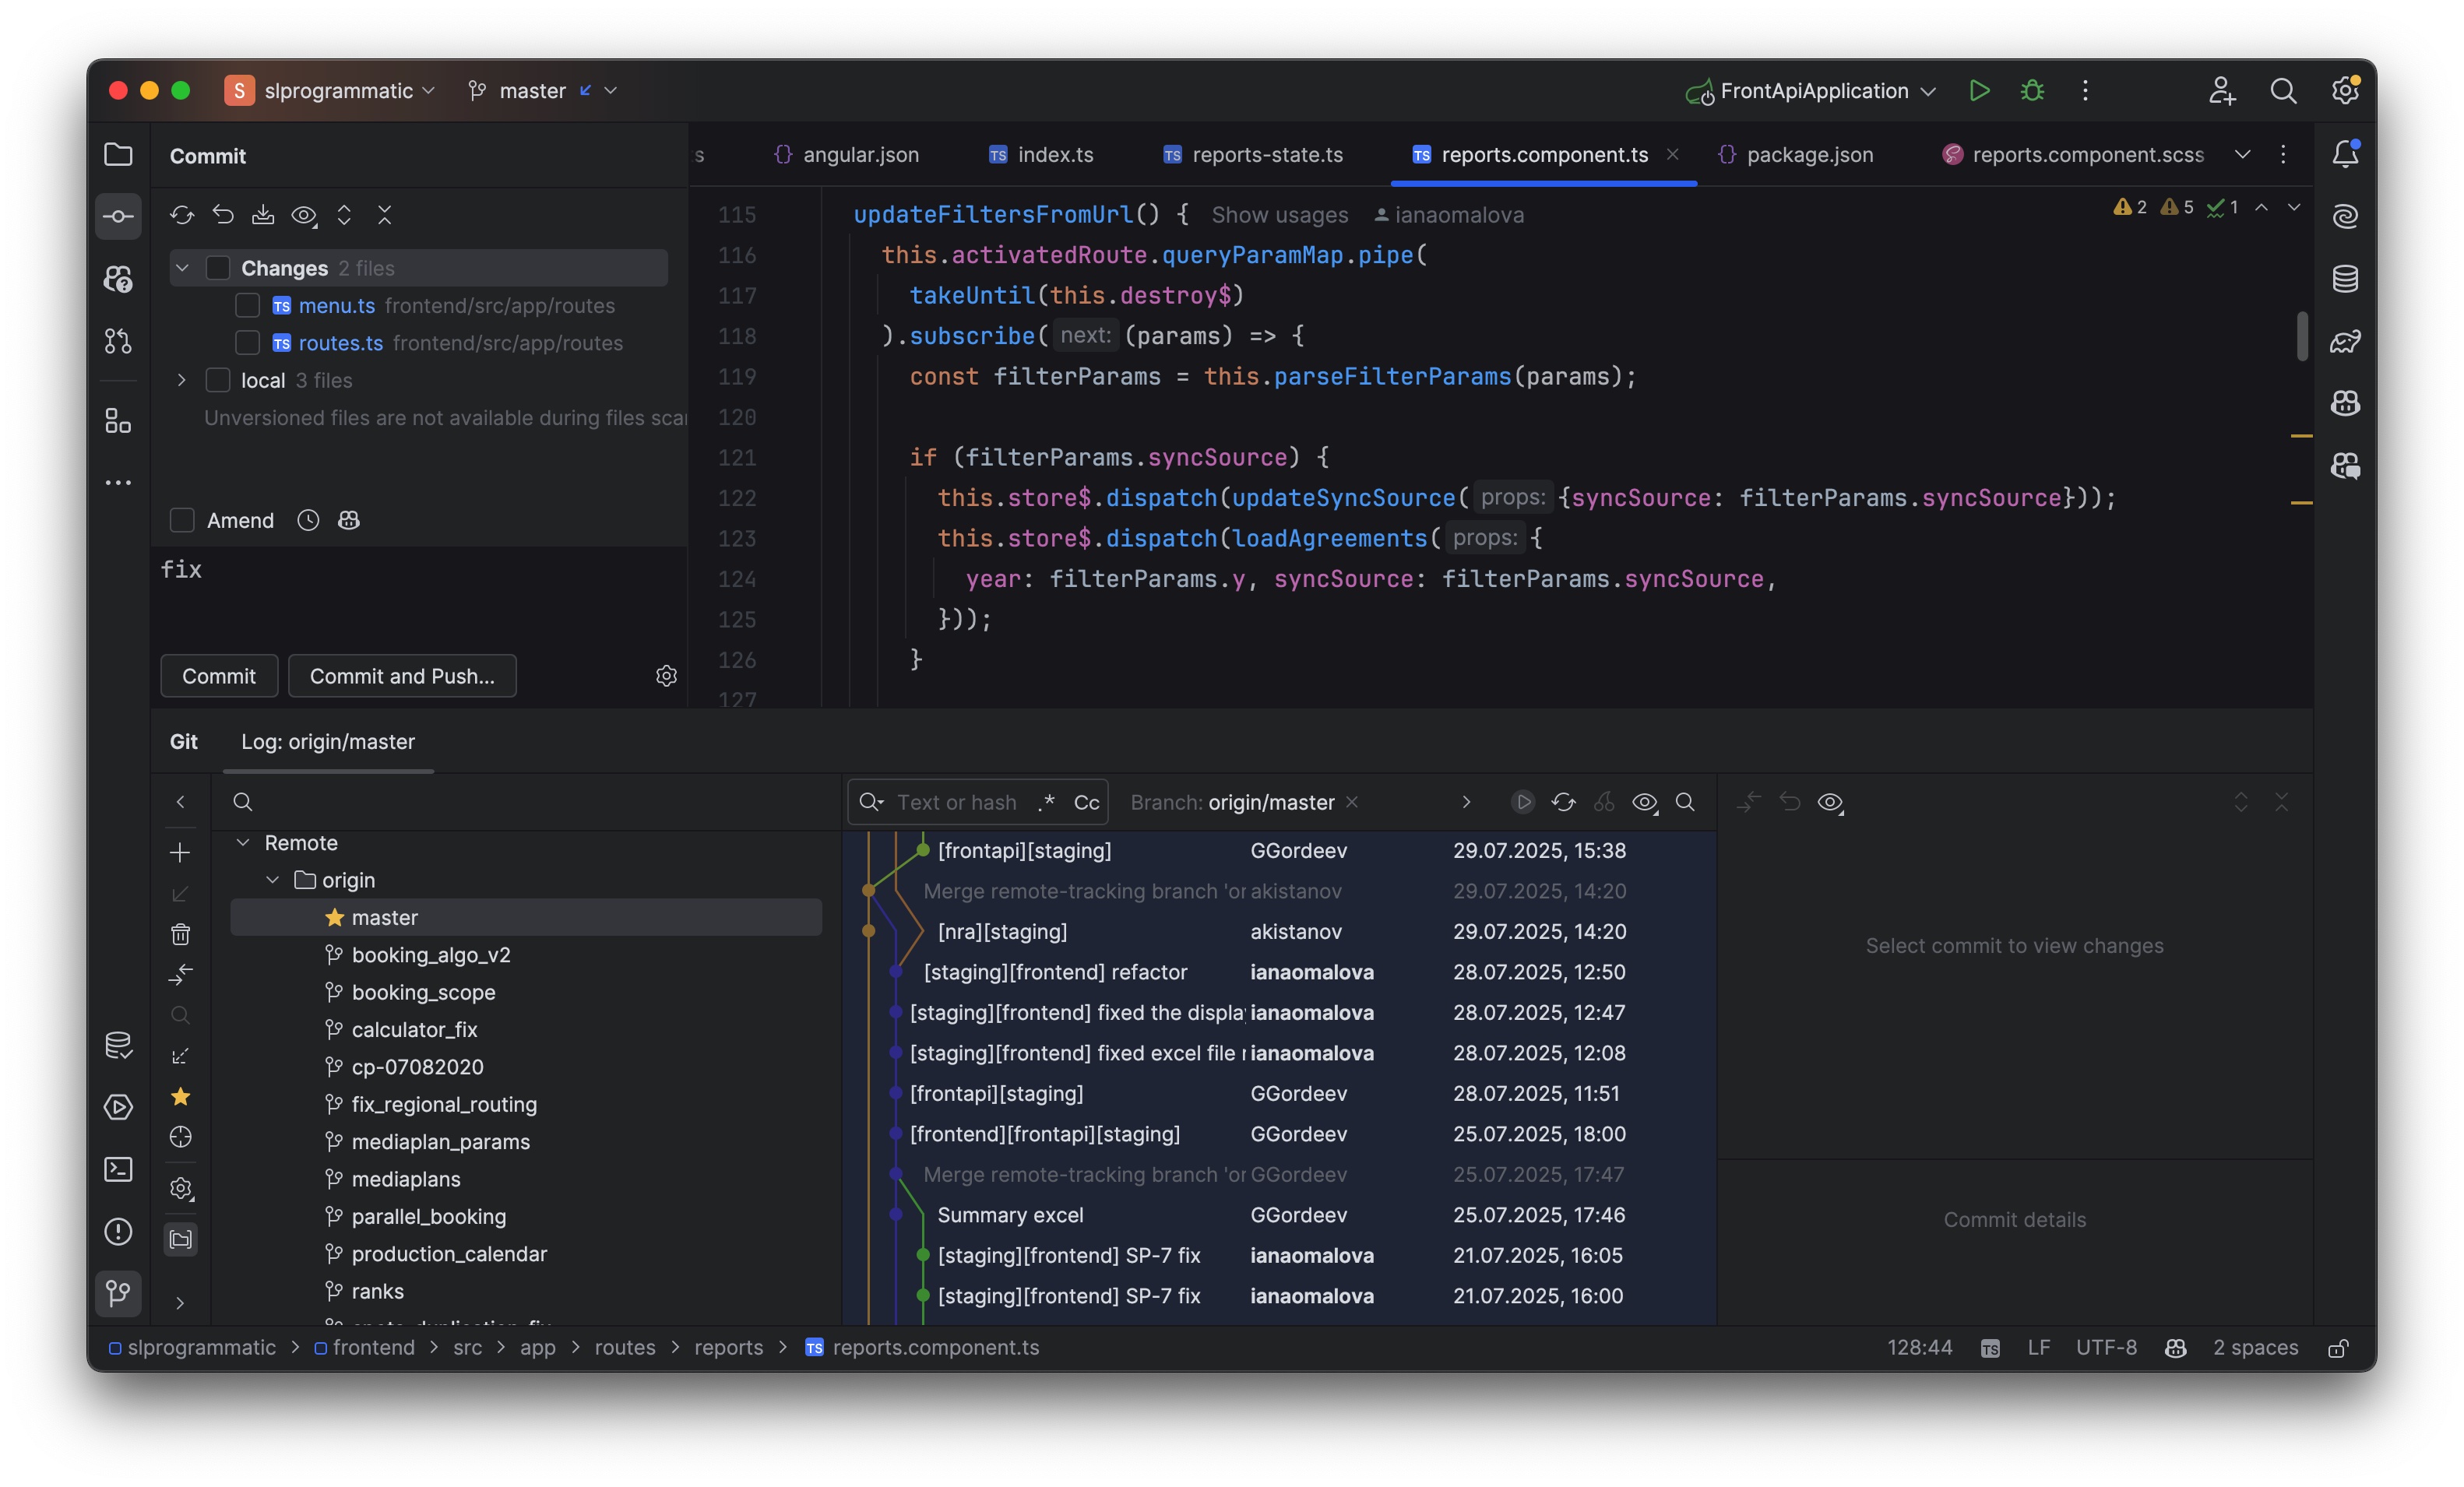 S slprogrammatic master FrontApiApplication
Commit
s angular.json index.ts reports-state.ts reports.component.ts package.json reports.component.scss
Changes 2 files
menu.ts frontend/src/app/routes
routes.ts frontend/src/app/routes
local 3 files
Unversioned files are not available during files
Amend
fix
Commit Commit and Push...
2 5 1
115 updateFiltersFromUrl() { Show usages ianaomalova
116 this.activatedRoute.queryParamMap.pipe(
117 takeUntil(this.destroy$)
118 ).subscribe( next: (params) => {
119 const filterParams = this.parseFilterParams(params);
120
121 if (filterParams.syncSource) {
122 this.store$.dispatch(updateSyncSource( props: {syncSource: filterParams.syncSource}));
123 this.store$.dispatch(loadAgreements( props: {
124 year: filterParams.y, syncSource: filterParams.syncSource,
125 }));
126 }
127
Git Log: origin/master
Remote
origin
master
booking_algo_v2
booking_scope
calculator_fix
cp-07082020
fix_regional_routing
mediaplan_params
mediaplans
parallel_booking
production_calendar
ranks
Text or hash .* Cc Branch: origin/master
[frontapi][staging] GGordeev 29.07.2025, 15:38
Merge remote-tracking branch 'or akistanov 29.07.2025, 14:20
[nra][staging] akistanov 29.07.2025, 14:20
[staging][frontend] refactor ianaomalova 28.07.2025, 12:50
[staging][frontend] fixed the displa ianaomalova 28.07.2025, 12:47
[staging][frontend] fixed excel file ianaomalova 28.07.2025, 12:08
[frontapi][staging] GGordeev 28.07.2025, 11:51
[frontend][frontapi][staging] GGordeev 25.07.2025, 18:00
Merge remote-tracking branch 'or GGordeev 25.07.2025, 17:47
Summary excel GGordeev 25.07.2025, 17:46
[staging][frontend] SP-7 fix ianaomalova 21.07.2025, 16:05
[staging][frontend] SP-7 fix ianaomalova 21.07.2025, 16:00
Select commit to view changes
Commit details
slprogrammatic > frontend > src > app > routes > reports > TS reports.component.ts
128:44 TS LF UTF-8 2 spaces